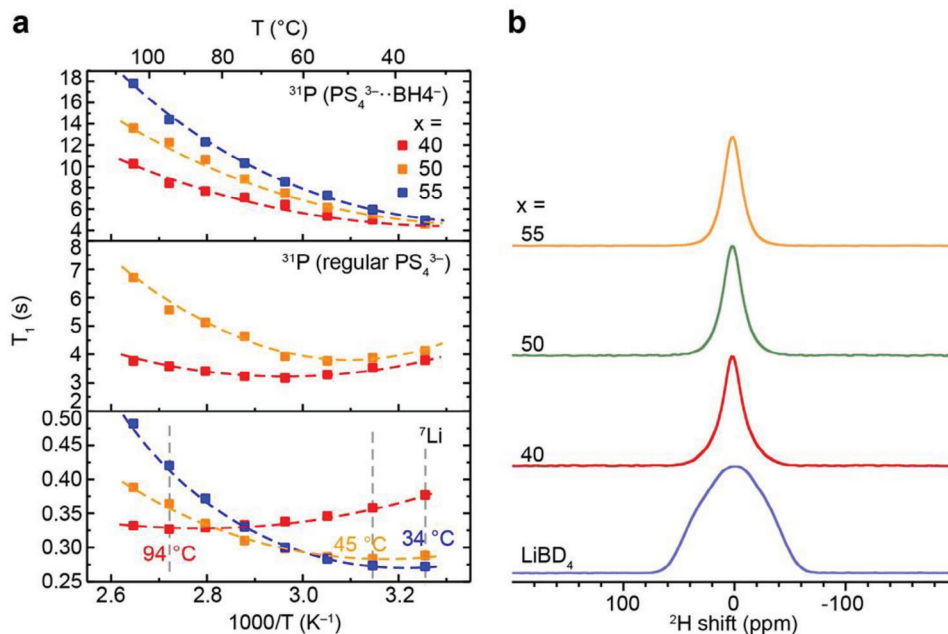 a
T (°C)
100 80 60 40
18
16
14
12
10
8
6
4
³¹P (PS₄³⁻··BH4⁻)
x =
40
50
55
8
7
6
5
4
3
2
³¹P (regular PS₄³⁻)
T₁ (s)
0.50
0.45
0.40
0.35
0.30
0.25
⁷Li
94 °C
45 °C
34 °C
2.6 2.8 3.0 3.2
1000/T (K⁻¹)
b
x =
55
50
40
LiBD₄
100 0 -100
²H shift (ppm)